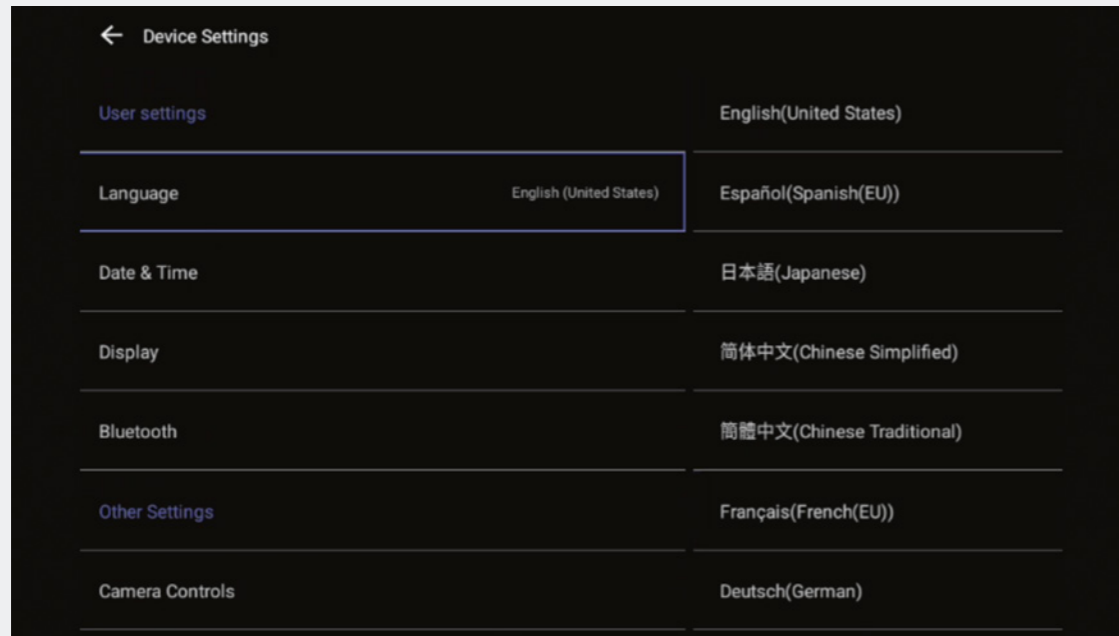 Device Settings
User settings
Language English (United States)
Date & Time
Display
Bluetooth
Other Settings
Camera Controls
English(United States)
Español(Spanish(EU))
日本語(Japanese)
简体中文(Chinese Simplified)
简體中文(Chinese Traditional)
Français(French(EU))
Deutsch(German)